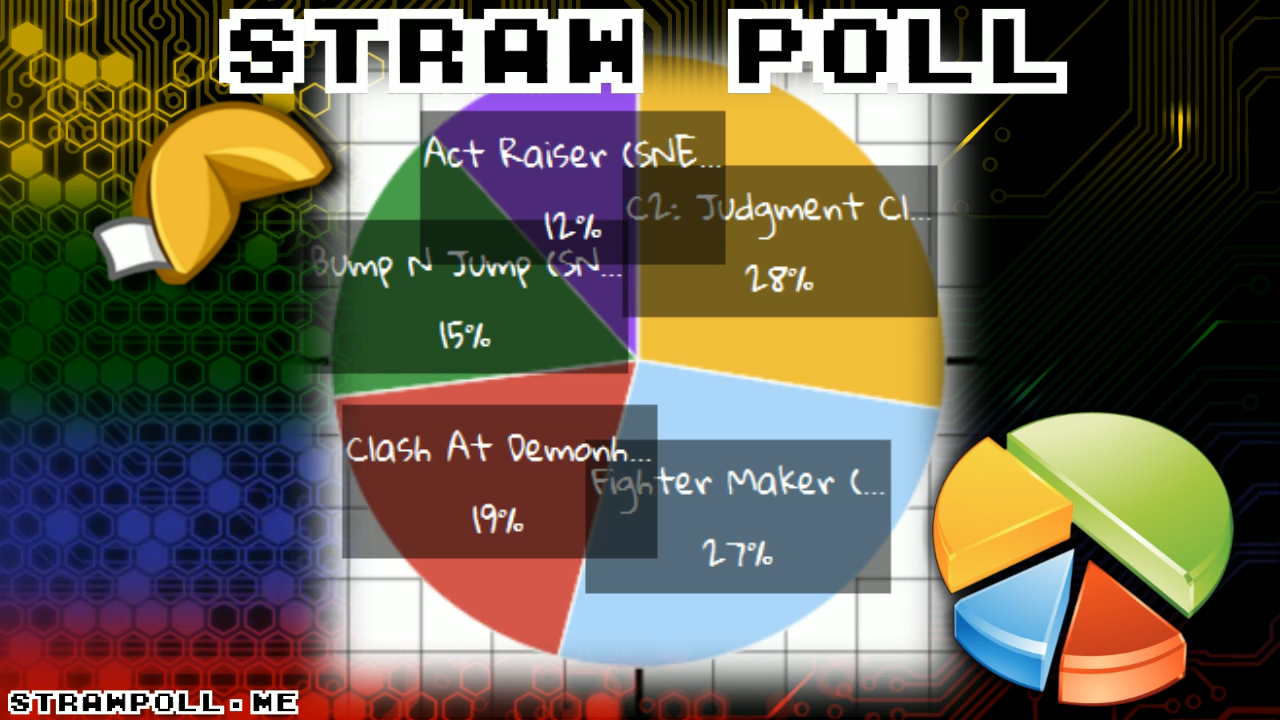 STRAW POLL
Act Raiser (SNE...
12%
C2: Judgment Cl...
28%
Bump N Jump (SN...
15%
Clash At Demonh...
19%
Fighter Maker (...
27%
STRAWPOLL.ME